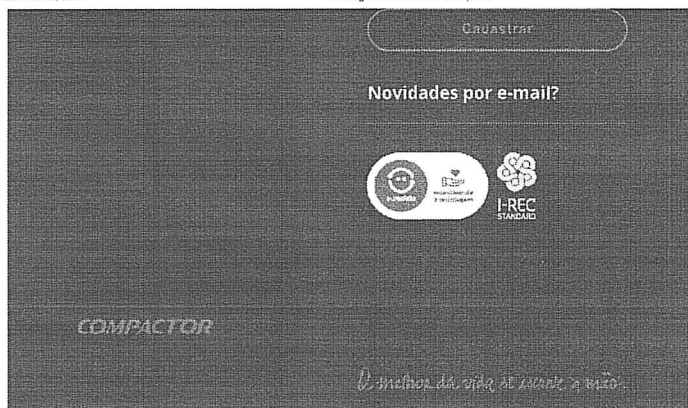 Cadastrar
Novidades por e-mail?
I-REC
STANDARD
COMPACTOR
O melhor da vida se escreve à mão.